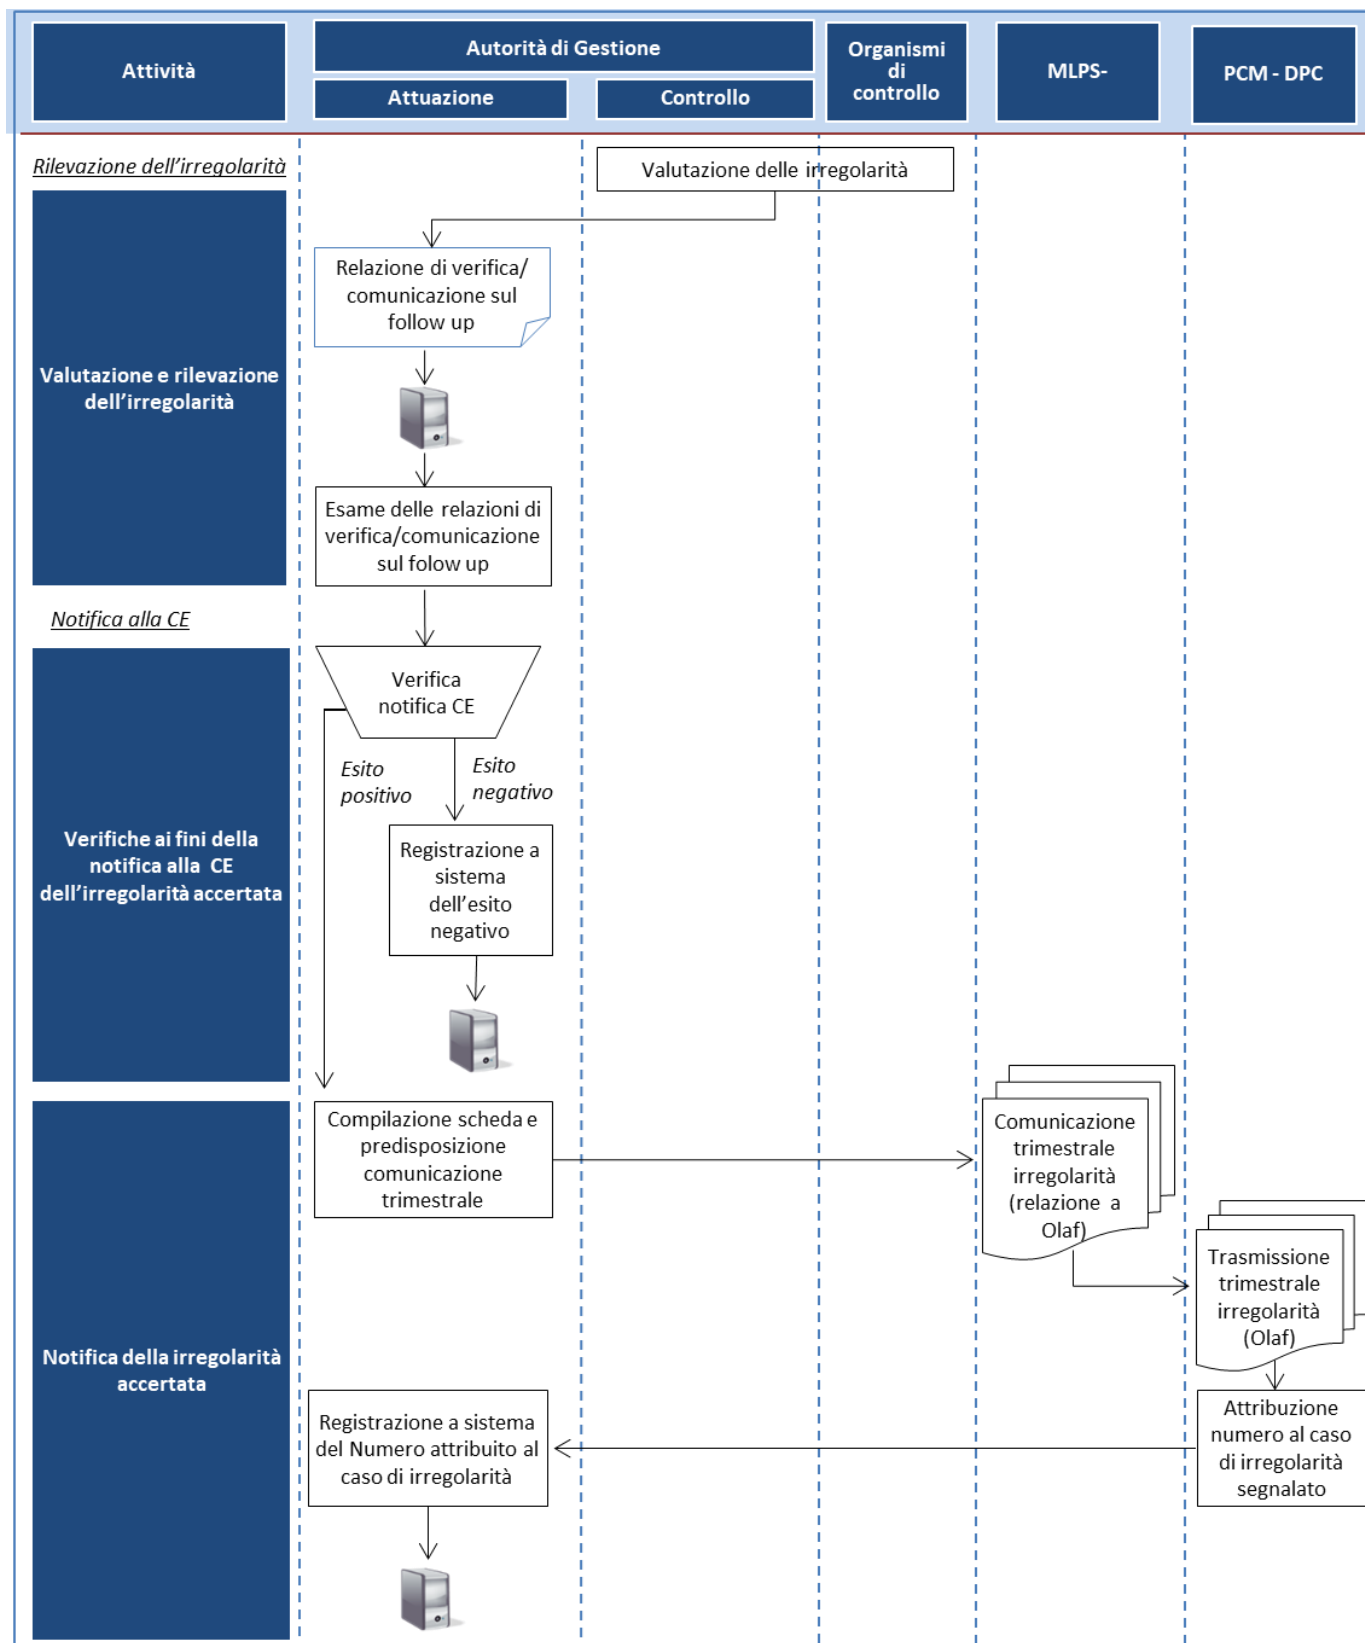 Attività
Autorità di Gestione
Attuazione
Controllo
Organismi
di
controllo
MLPS-
PCM - DPC
Rilevazione dell'irregolarità
Valutazione delle irregolarità
Valutazione e rilevazione
dell'irregolarità
Relazione di verifica/
comunicazione sul
follow up
Esame delle relazioni di
verifica/comunicazione
sul folow up
Notifica alla CE
Verifiche ai fini della
notifica alla CE
dell'irregolarità accertata
Verifica
notifica CE
Esito
positivo
Esito
negativo
Registrazione a
sistema
dell'esito
negativo
Notifica della irregolarità
accertata
Compilazione scheda e
predisposizione
comunicazione
trimestrale
Comunicazione
trimestrale
irregolarità
(relazione a
Olaf)
Trasmissione
trimestrale
irregolarità
(Olaf)
Attribuzione
numero al caso
di irregolarità
segnalato
Registrazione a sistema
del Numero attribuito al
caso di irregolarità